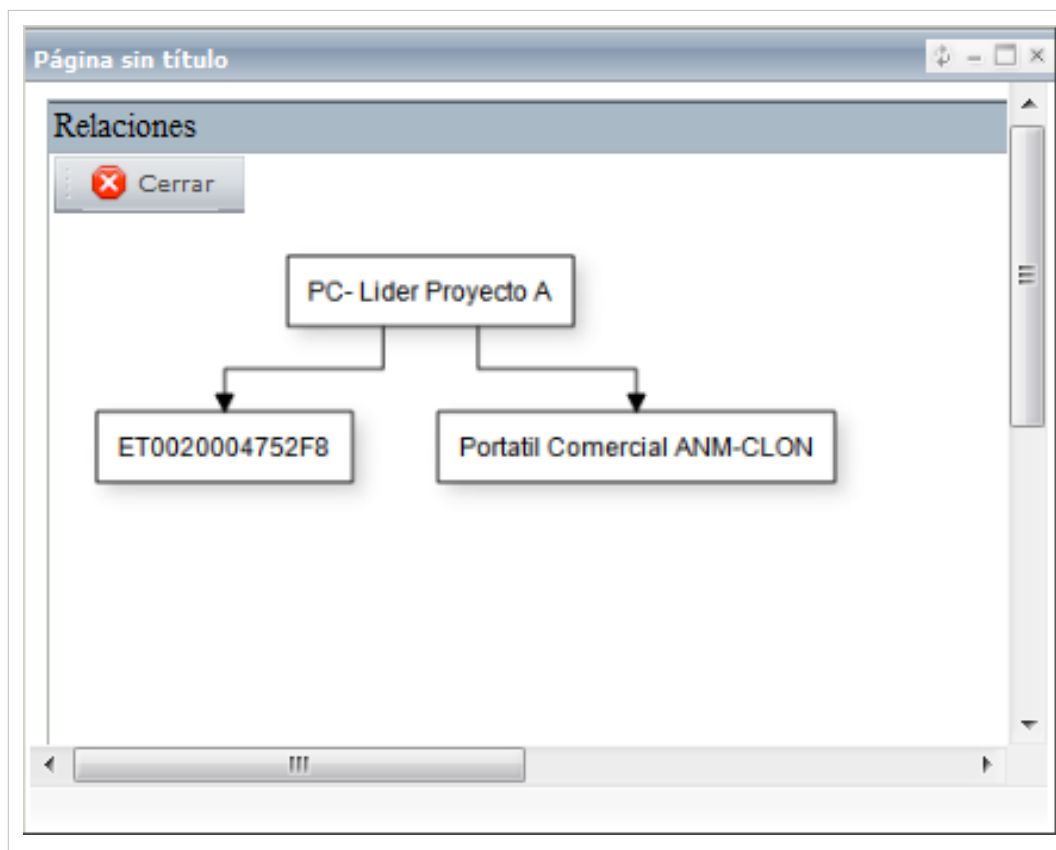 Página sin título
Relaciones
Cerrar
PC- Lider Proyecto A
ET0020004752F8
Portatil Comercial ANM-CLON